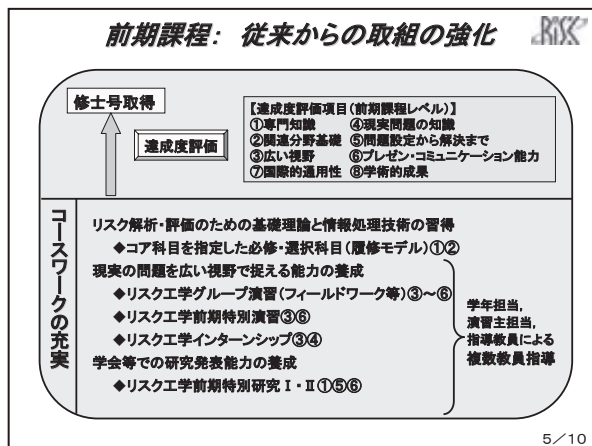 前期課程： 従来からの取組の強化
RiSK
修士号取得
達成度評価
【達成度評価項目(前期課程レベル)】
①専門知識 ④現実問題の知識
②関連分野基礎 ⑤問題設定から解決まで
③広い視野 ⑥プレゼン・コミュニケーション能力
⑦国際的通用性 ⑧学術的成果
コースワークの充実
リスク解析・評価のための基礎理論と情報処理技術の習得
◆コア科目を指定した必修・選択科目(履修モデル)①②
現実の問題を広い視野で捉える能力の養成
◆リスク工学グループ演習(フィールドワーク等)③～⑥
◆リスク工学前期特別演習③⑥
◆リスク工学インターンシップ③④
学会等での研究発表能力の養成
◆リスク工学前期特別研究Ⅰ・Ⅱ①⑤⑥
学年担当,
演習主担当,
指導教員による
複数教員指導
5／10